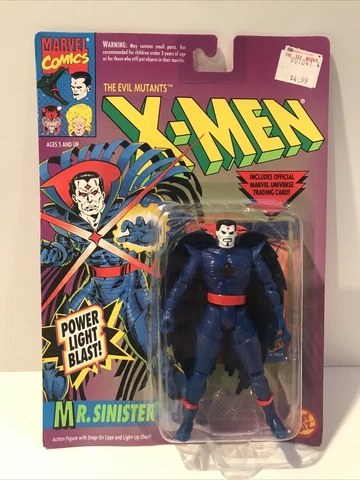 MARVEL
COMICS
WARNING: May contain small parts. Not
recommended for children under 3 years of age
or for those who still put objects in their mouths.
$4.99
THE EVIL MUTANTS™
X-MEN
AGES 5 AND UP
INCLUDES OFFICIAL
MARVEL UNIVERSE
TRADING CARD!
POWER
LIGHT
BLAST!
MR. SINISTER
Action Figure with Snap-On Cape and Light-Up Chest!